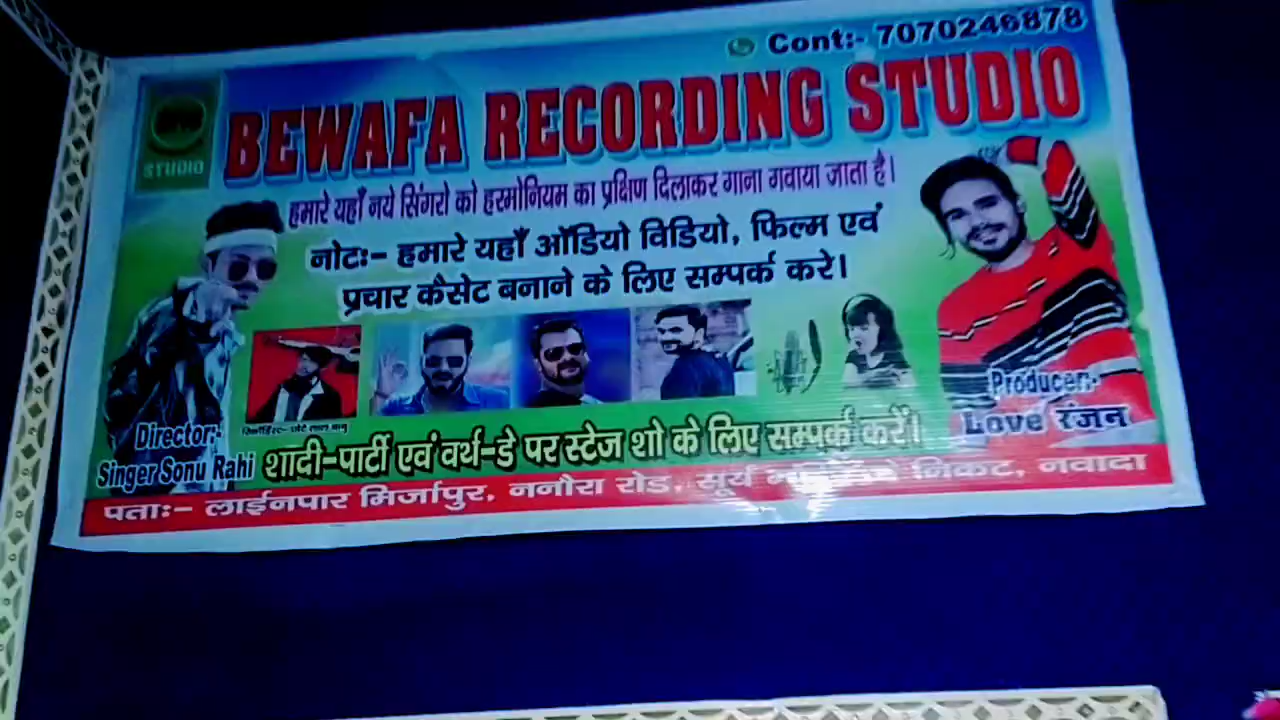 Cont:- 7070246878
BEWAFA RECORDING STUDIO
STUDIO
हमारे यहाँ नये सिंगरो को हरमोनियम का प्रक्षिण दिलाकर गाना गवाया जाता है।
नोटः- हमारे यहाँ ऑडियो विडियो, फिल्म एवं
प्रचार कैसेट बनाने के लिए सम्पर्क करे।
Director:-
Singer Sonu Rahi
Producer:-
Love रंजन
शादी-पार्टी एवं वर्थ-डे पर स्टेज शो के लिए सम्पर्क करें।
पताः- लाईनपार मिर्जापुर, ननौरा रोड, सूर्य के निकट, नवादा